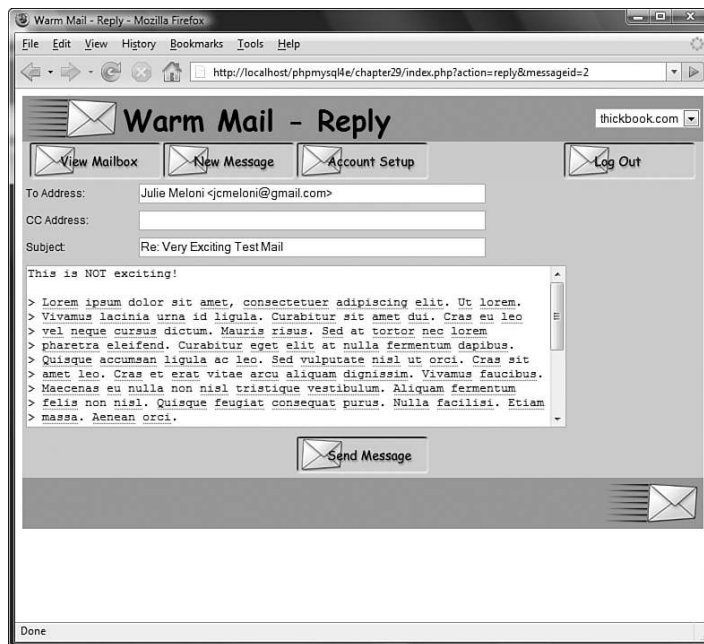 Warm Mail - Reply - Mozilla Firefox
File Edit View History Bookmarks Tools Help
http://localhost/phpmysql4e/chapter29/index.php?action=reply&messageid=2
Warm Mail - Reply
thickbook.com
View Mailbox New Message Account Setup Log Out
To Address: Julie Meloni <jcmeloni@gmail.com>
CC Address:
Subject: Re: Very Exciting Test Mail
This is NOT exciting!
> Lorem ipsum dolor sit amet, consectetuer adipiscing elit. Ut lorem.
> Vivamus lacinia urna id ligula. Curabitur sit amet dui. Cras eu leo
> vel neque cursus dictum. Mauris risus. Sed at tortor nec lorem
> pharetra eleifend. Curabitur eget elit at nulla fermentum dapibus.
> Quisque accumsan ligula ac leo. Sed vulputate nisl ut orci. Cras sit
> amet leo. Cras et erat vitae arcu aliquam dignissim. Vivamus faucibus.
> Maecenas eu nulla non nisl tristique vestibulum. Aliquam fermentum
> felis non nisl. Quisque feugiat consequat purus. Nulla facilisi. Etiam
> massa. Aenean orci.
Send Message
Done